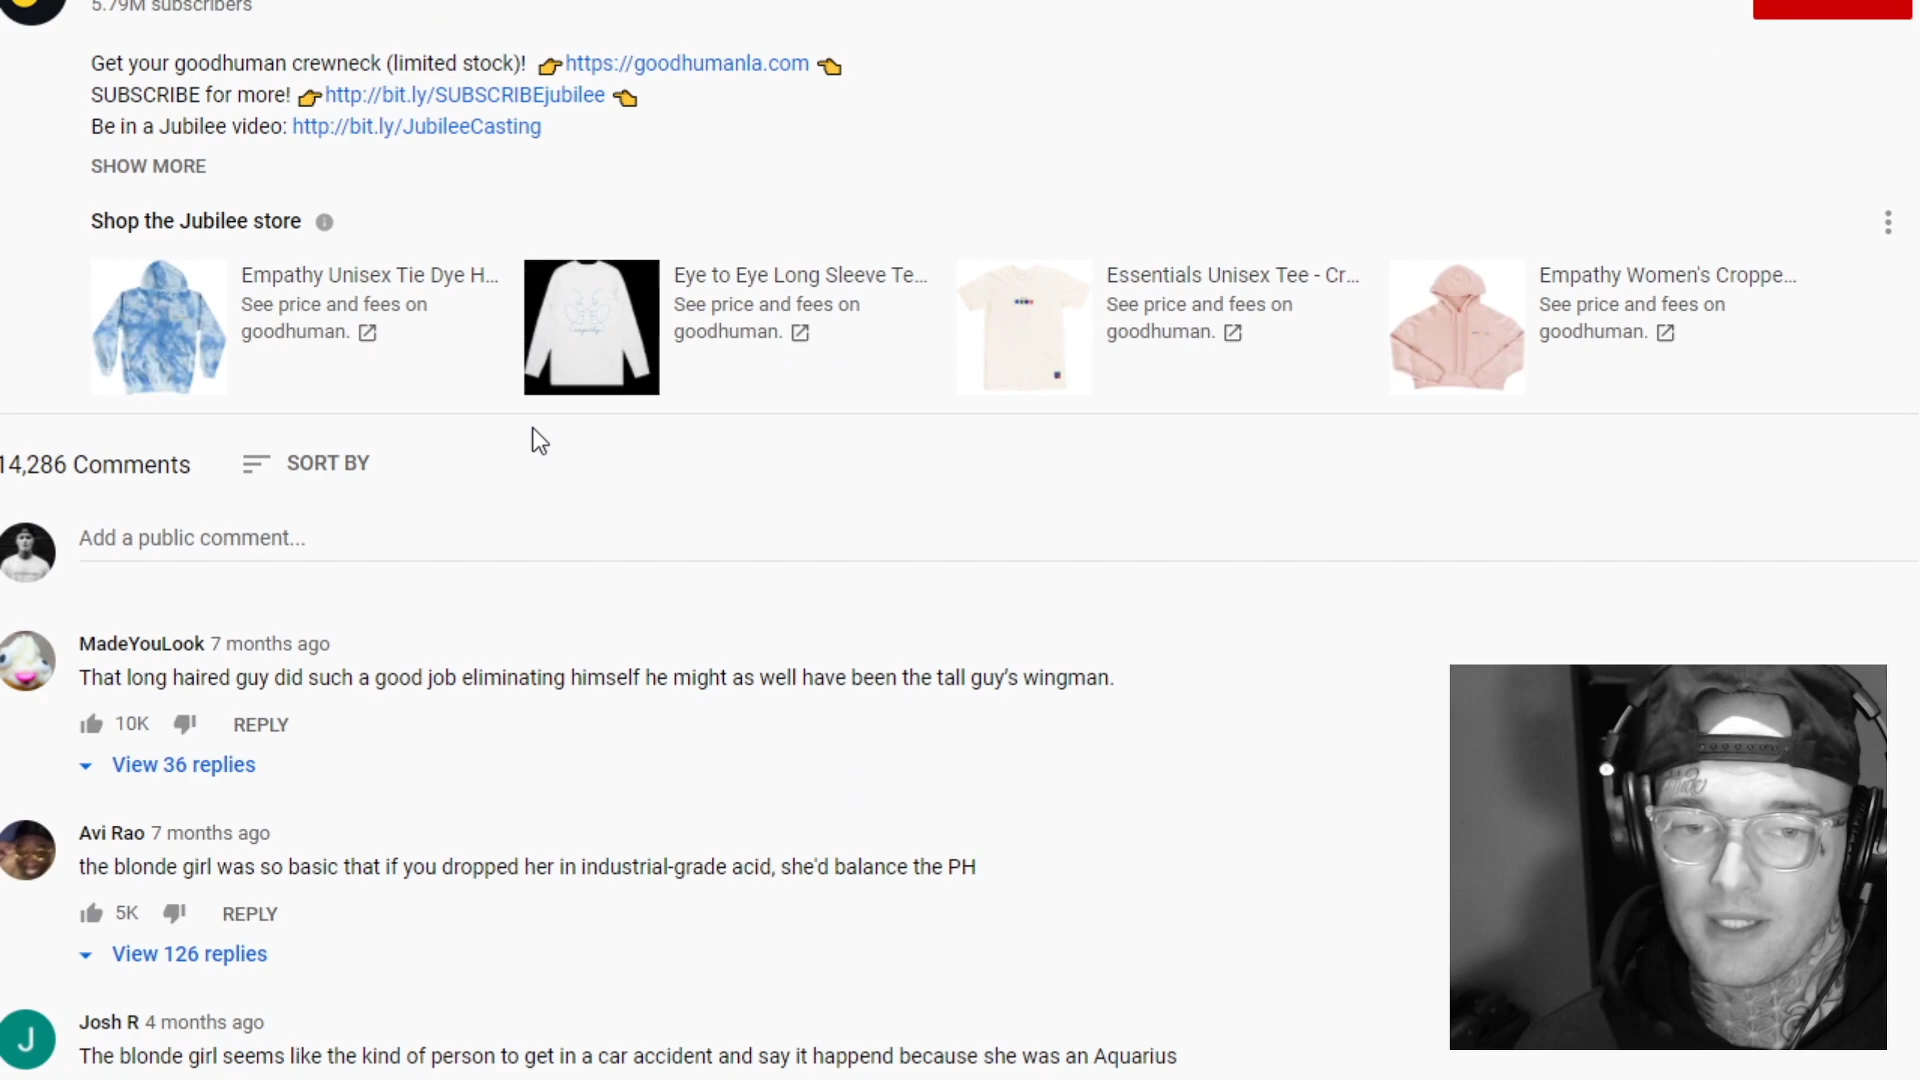 5.79M subscribers
Get your goodhuman crewneck (limited stock)! 👉https://goodhumanla.com 👈
SUBSCRIBE for more! 👉http://bit.ly/SUBSCRIBEjubilee 👈
Be in a Jubilee video: http://bit.ly/JubileeCasting
SHOW MORE
Shop the Jubilee store
Empathy Unisex Tie Dye H...
See price and fees on
goodhuman.
Eye to Eye Long Sleeve Te...
See price and fees on
goodhuman.
Essentials Unisex Tee - Cr...
See price and fees on
goodhuman.
Empathy Women's Croppe...
See price and fees on
goodhuman.
14,286 Comments
SORT BY
Add a public comment...
MadeYouLook 7 months ago
That long haired guy did such a good job eliminating himself he might as well have been the tall guy’s wingman.
10K REPLY
View 36 replies
Avi Rao 7 months ago
the blonde girl was so basic that if you dropped her in industrial-grade acid, she'd balance the PH
5K REPLY
View 126 replies
J
Josh R 4 months ago
The blonde girl seems like the kind of person to get in a car accident and say it happend because she was an Aquarius